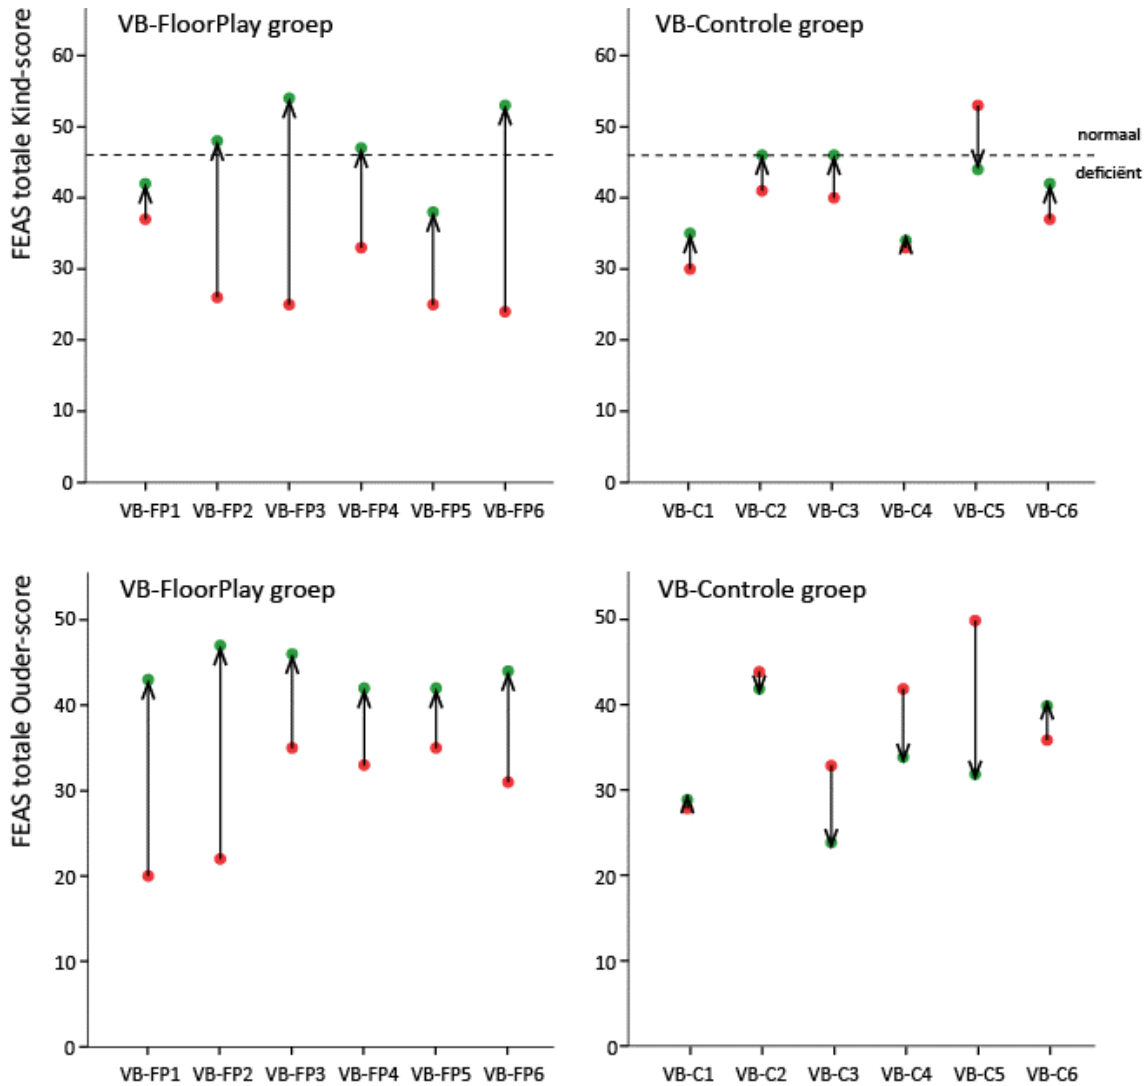 VB-FloorPlay groep
VB-Controle groep
FEAS totale Kind-score
60
50
40
30
20
10
0
60
50
40
30
20
10
0
normaal
deficiënt
VB-FP1 VB-FP2 VB-FP3 VB-FP4 VB-FP5 VB-FP6
VB-C1 VB-C2 VB-C3 VB-C4 VB-C5 VB-C6
VB-FloorPlay groep
VB-Controle groep
FEAS totale Ouder-score
50
40
30
20
10
0
50
40
30
20
10
0
VB-FP1 VB-FP2 VB-FP3 VB-FP4 VB-FP5 VB-FP6
VB-C1 VB-C2 VB-C3 VB-C4 VB-C5 VB-C6